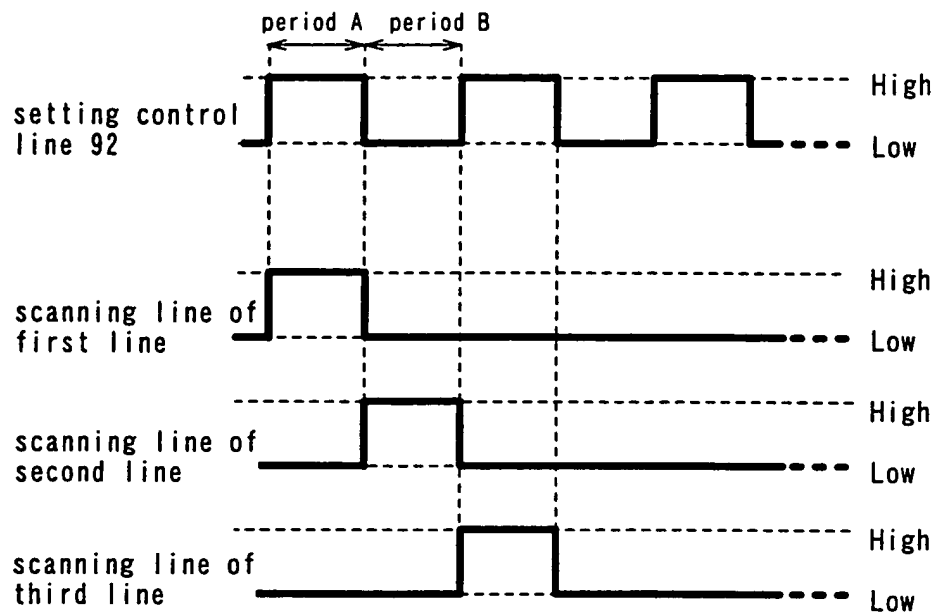 period A period B
setting control
line 92
High
Low
scanning line of
first line
High
Low
scanning line of
second line
High
Low
scanning line of
third line
High
Low